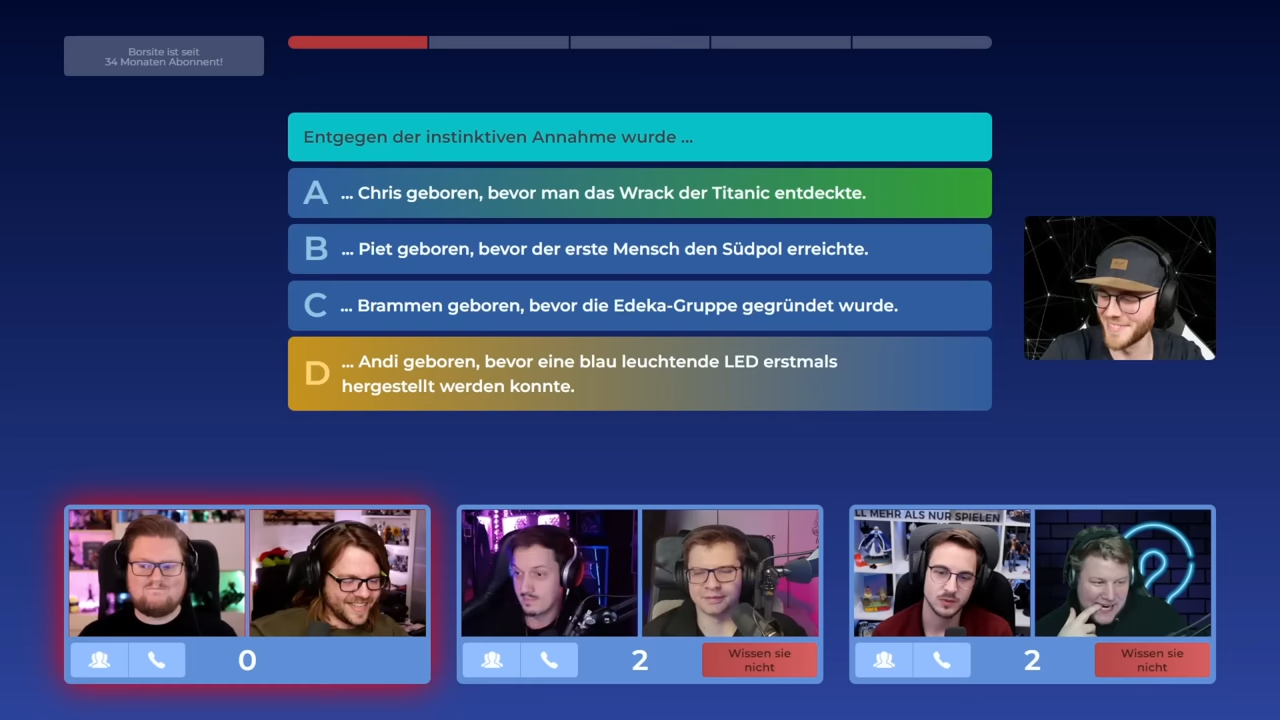 Borsite ist seit
34 Monaten Abonnent!
Entgegen der instinktiven Annahme wurde ...
A ... Chris geboren, bevor man das Wrack der Titanic entdeckte.
B ... Piet geboren, bevor der erste Mensch den Südpol erreichte.
C ... Brammen geboren, bevor die Edeka-Gruppe gegründet wurde.
D ... Andi geboren, bevor eine blau leuchtende LED erstmals
hergestellt werden konnte.
LL MEHR ALS NUR SPIELEN
OF
0
2
Wissen sie
nicht
2
Wissen sie
nicht